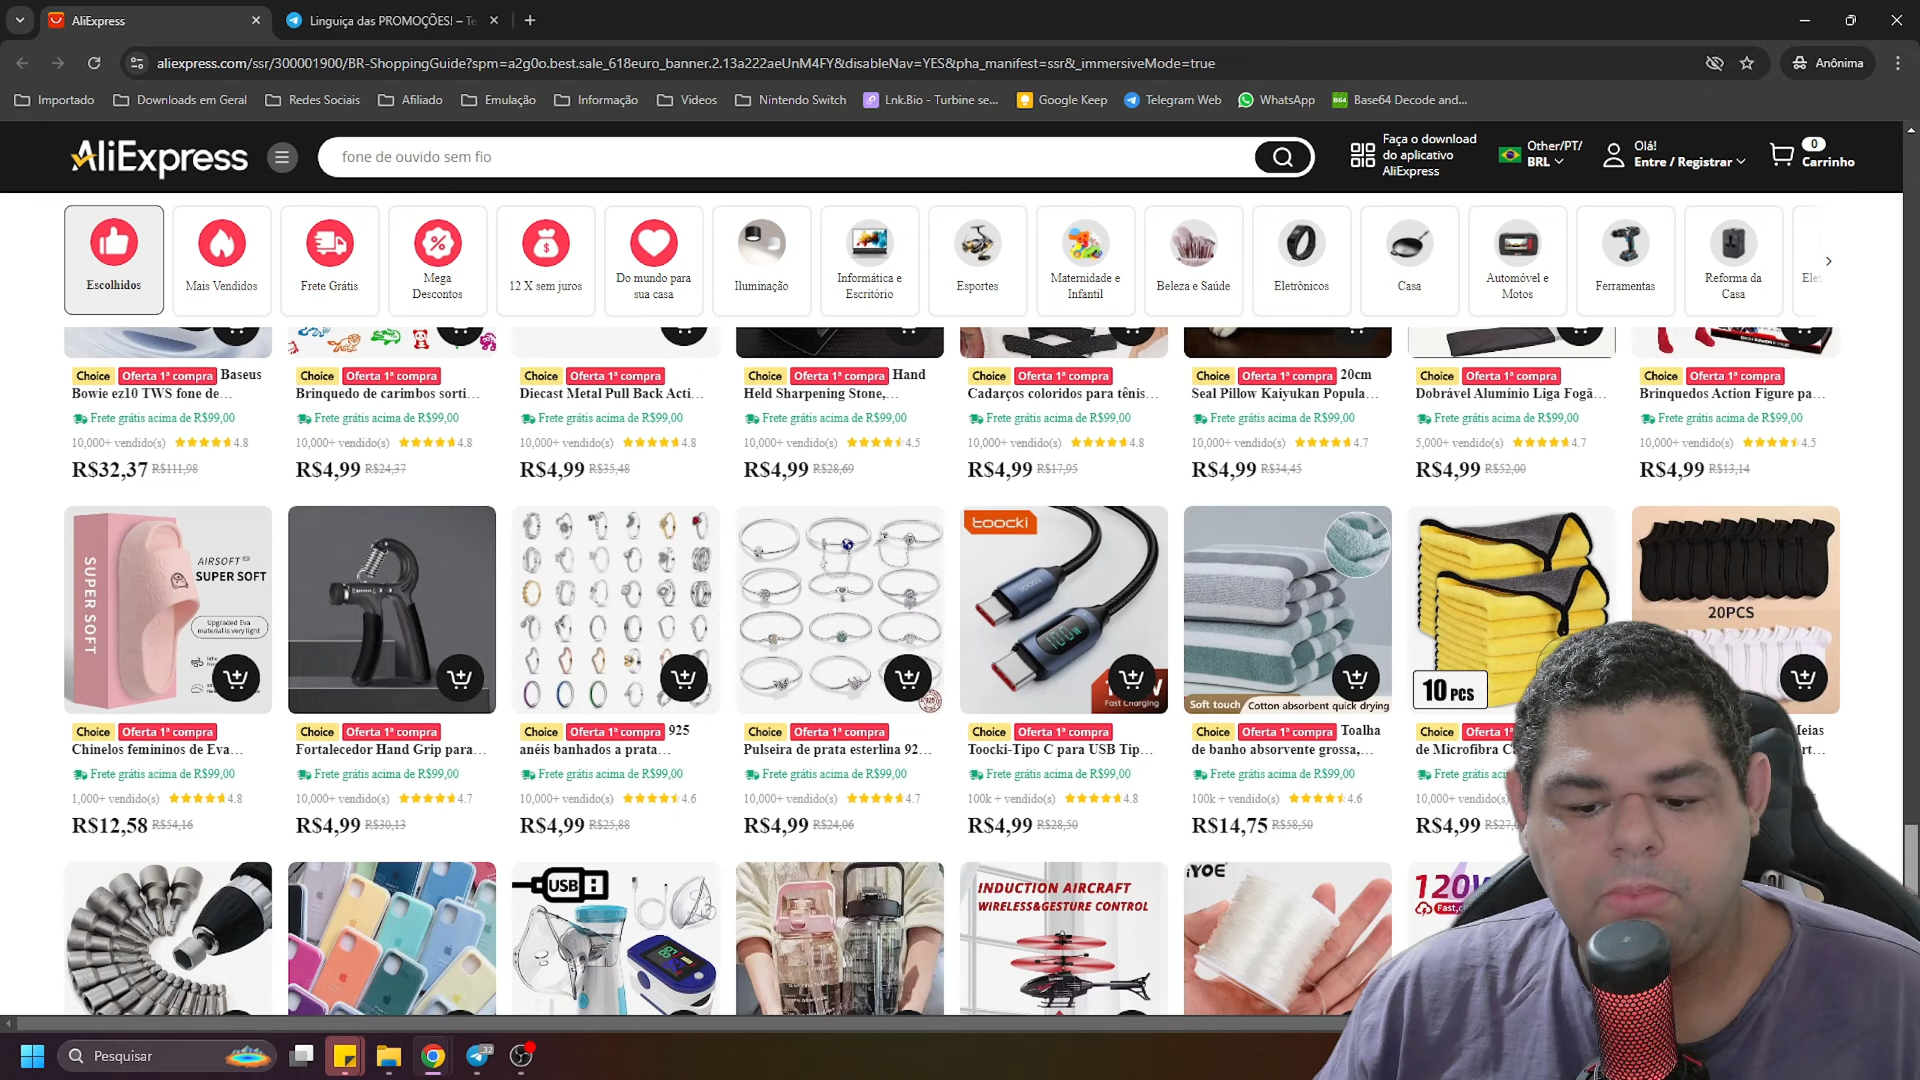 AliExpress
Linguiça das PROMOÇÕES! – Te
aliexpress.com/ssr/300001900/BR-ShoppingGuide?spm=a2g0o.best.sale_618euro_banner.2.13a222aeUnM4FY&disableNav=YES&pha_manifest=ssr&_immersiveMode=true
Anônima
Importado
Downloads em Geral
Redes Sociais
Afiliado
Emulação
Informação
Videos
Nintendo Switch
Lnk.Bio - Turbine se...
Google Keep
Telegram Web
WhatsApp
Base64 Decode and...
AliExpress
fone de ouvido sem fio
Faça o download
do aplicativo
AliExpress
Other/PT/
BRL
Olá!
Entre / Registrar
0
Carrinho
Escolhidos
Mais Vendidos
Frete Grátis
Mega
Descontos
12 X sem juros
Do mundo para
sua casa
Iluminação
Informática e
Escritório
Esportes
Maternidade e
Infantil
Beleza e Saúde
Eletrônicos
Casa
Automóvel e
Motos
Ferramentas
Reforma da
Casa
Choice Oferta 1ª compra Baseus
Bowie ez10 TWS fone de...
Frete grátis acima de R$99,00
10,000+ vendido(s) 4.8
R$32,37 R$111,98
Choice Oferta 1ª compra
Brinquedo de carimbos sorti...
Frete grátis acima de R$99,00
10,000+ vendido(s) 4.8
R$4,99 R$24,37
Choice Oferta 1ª compra
Diecast Metal Pull Back Acti...
Frete grátis acima de R$99,00
10,000+ vendido(s) 4.8
R$4,99 R$35,48
Choice Oferta 1ª compra Hand
Held Sharpening Stone,...
Frete grátis acima de R$99,00
10,000+ vendido(s) 4.5
R$4,99 R$28,69
Choice Oferta 1ª compra
Cadarços coloridos para tênis...
Frete grátis acima de R$99,00
10,000+ vendido(s) 4.8
R$4,99 R$17,95
Choice Oferta 1ª compra 20cm
Seal Pillow Kaiyukan Popula...
Frete grátis acima de R$99,00
10,000+ vendido(s) 4.7
R$4,99 R$34,45
Choice Oferta 1ª compra
Dobrável Alumínio Liga Fogã...
Frete grátis acima de R$99,00
5,000+ vendido(s) 4.7
R$4,99 R$52,00
Choice Oferta 1ª compra
Brinquedos Action Figure pa...
Frete grátis acima de R$99,00
10,000+ vendido(s) 4.5
R$4,99 R$13,14
SUPER SOFT
AIRSOFT
SUPER SOFT
Upgraded Eva
material is very light
Choice Oferta 1ª compra
Chinelos femininos de Eva...
Frete grátis acima de R$99,00
1,000+ vendido(s) 4.8
R$12,58 R$54,16
Choice Oferta 1ª compra
Fortalecedor Hand Grip para...
Frete grátis acima de R$99,00
10,000+ vendido(s) 4.7
R$4,99 R$30,13
Choice Oferta 1ª compra 925
anéis banhados a prata...
Frete grátis acima de R$99,00
10,000+ vendido(s) 4.6
R$4,99 R$25,88
925
Choice Oferta 1ª compra
Pulseira de prata esterlina 92...
Frete grátis acima de R$99,00
10,000+ vendido(s) 4.7
R$4,99 R$24,06
toocki
100W
Fast Charging
Choice Oferta 1ª compra
Toocki-Tipo C para USB Tip...
Frete grátis acima de R$99,00
100k + vendido(s) 4.8
R$4,99 R$28,50
Soft touch Cotton absorbent quick drying
Choice Oferta 1ª compra Toalha
de banho absorvente grossa,...
Frete grátis acima de R$99,00
100k + vendido(s) 4.6
R$14,75 R$58,50
10 PCS
Choice Oferta 1ª
de Microfibra C
Frete grátis acima de R$
10,000+ vendido(s)
R$4,99
20PCS
USB
INDUCTION AIRCRAFT
WIRELESS&GESTURE CONTROL
iYOE
120W
Fast
Pesquisar
32